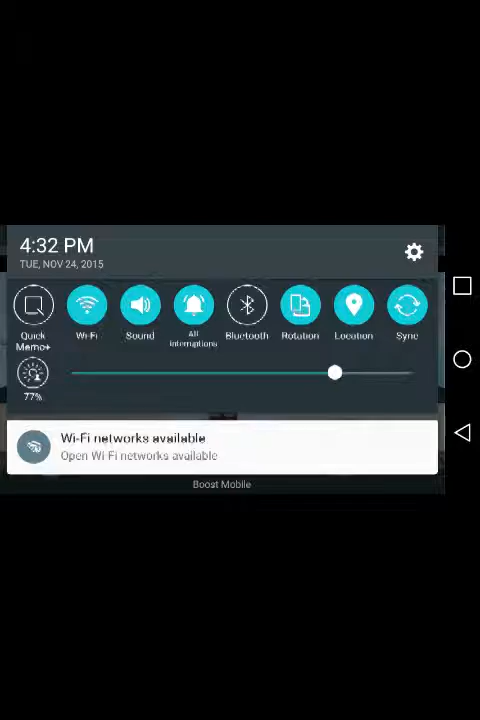 4:32 PM
TUE, NOV 24, 2015
Quick Memo+
Wi-Fi
Sound
All interruptions
Bluetooth
Rotation
Location
Sync
77%
Wi-Fi networks available
Open Wi-Fi networks available
Boost Mobile